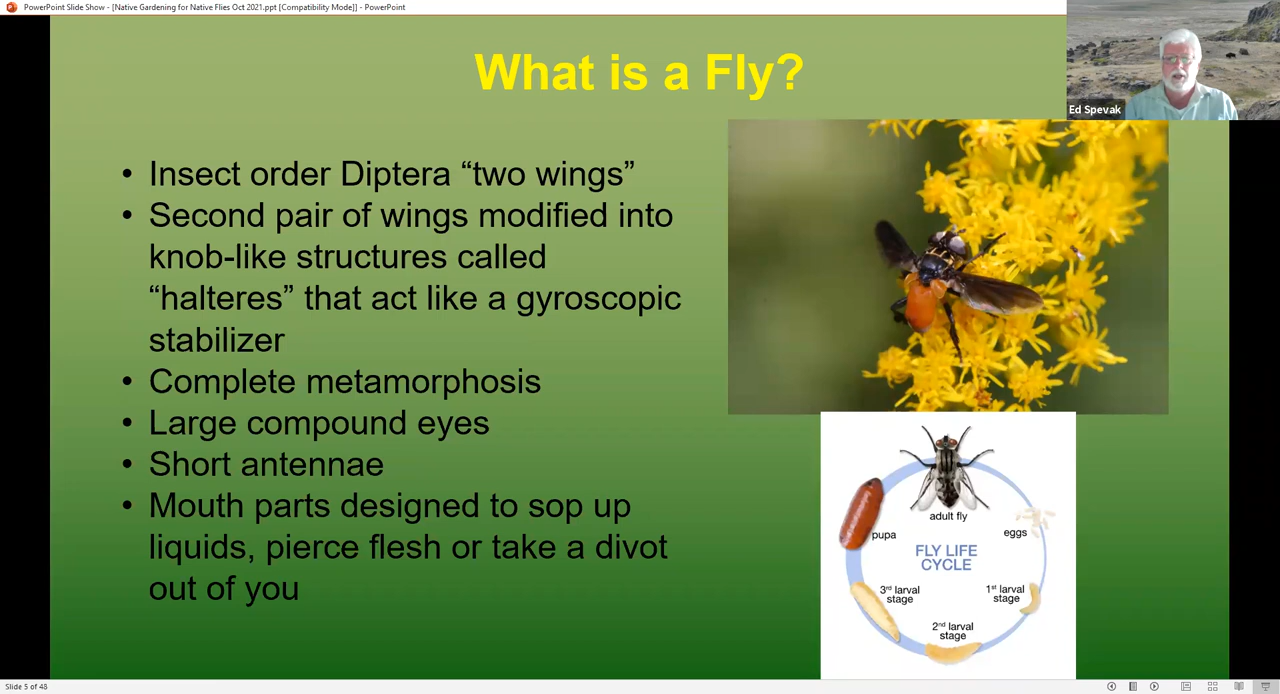 PowerPoint Slide Show - [Native Gardening for Native Flies Oct 2021.ppt [Compatibility Mode]] - PowerPoint
What is a Fly?
Ed Spevak
• Insect order Diptera “two wings”
• Second pair of wings modified into
knob-like structures called
“halteres” that act like a gyroscopic
stabilizer
• Complete metamorphosis
• Large compound eyes
• Short antennae
• Mouth parts designed to sop up
liquids, pierce flesh or take a divot
out of you
adult fly
eggs
1st larval
stage
2nd larval
stage
3rd larval
stage
pupa
FLY LIFE
CYCLE
Slide 5 of 48